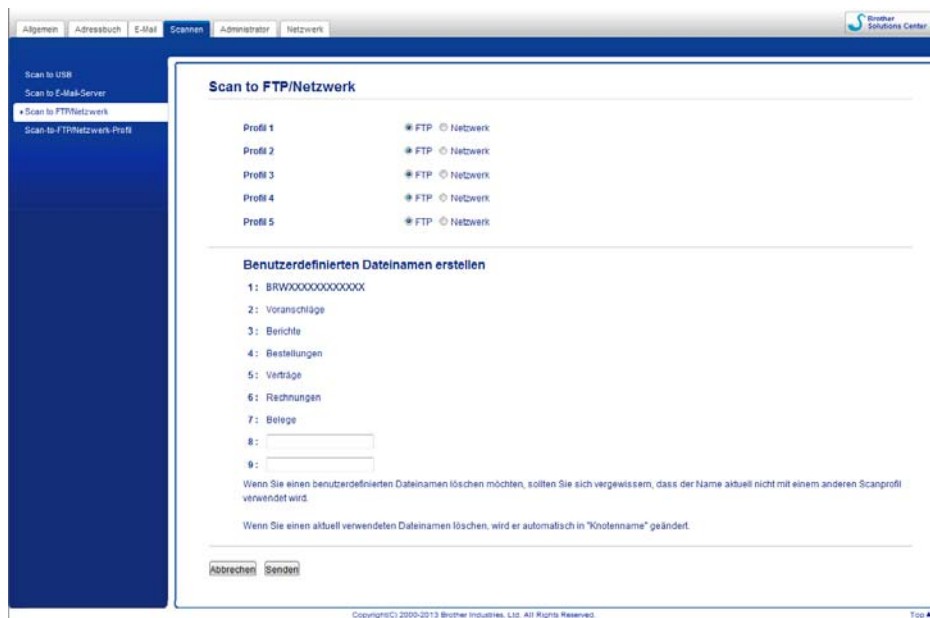 Allgemein Adressbuch E-Mail Scannen Administrator Netzwerk
Brother
Solutions Center
Scan to USB
Scan to E-Mail-Server
Scan to FTP/Netzwerk
Scan-to-FTP/Netzwerk-Profil
Scan to FTP/Netzwerk
Profil 1 FTP Netzwerk
Profil 2 FTP Netzwerk
Profil 3 FTP Netzwerk
Profil 4 FTP Netzwerk
Profil 5 FTP Netzwerk
Benutzerdefinierten Dateinamen erstellen
1: BRWXXXXXXXXXXXX
2: Voranschläge
3: Berichte
4: Bestellungen
5: Verträge
6: Rechnungen
7: Belege
8:
9:
Wenn Sie einen benutzerdefinierten Dateinamen löschen möchten, sollten Sie sich vergewissern, dass der Name aktuell nicht mit einem anderen Scanprofil
verwendet wird.
Wenn Sie einen aktuell verwendeten Dateinamen löschen, wird er automatisch in "Knotenname" geändert.
Abbrechen Senden
Copyright(C) 2000-2013 Brother Industries, Ltd. All Rights Reserved.
Top▲